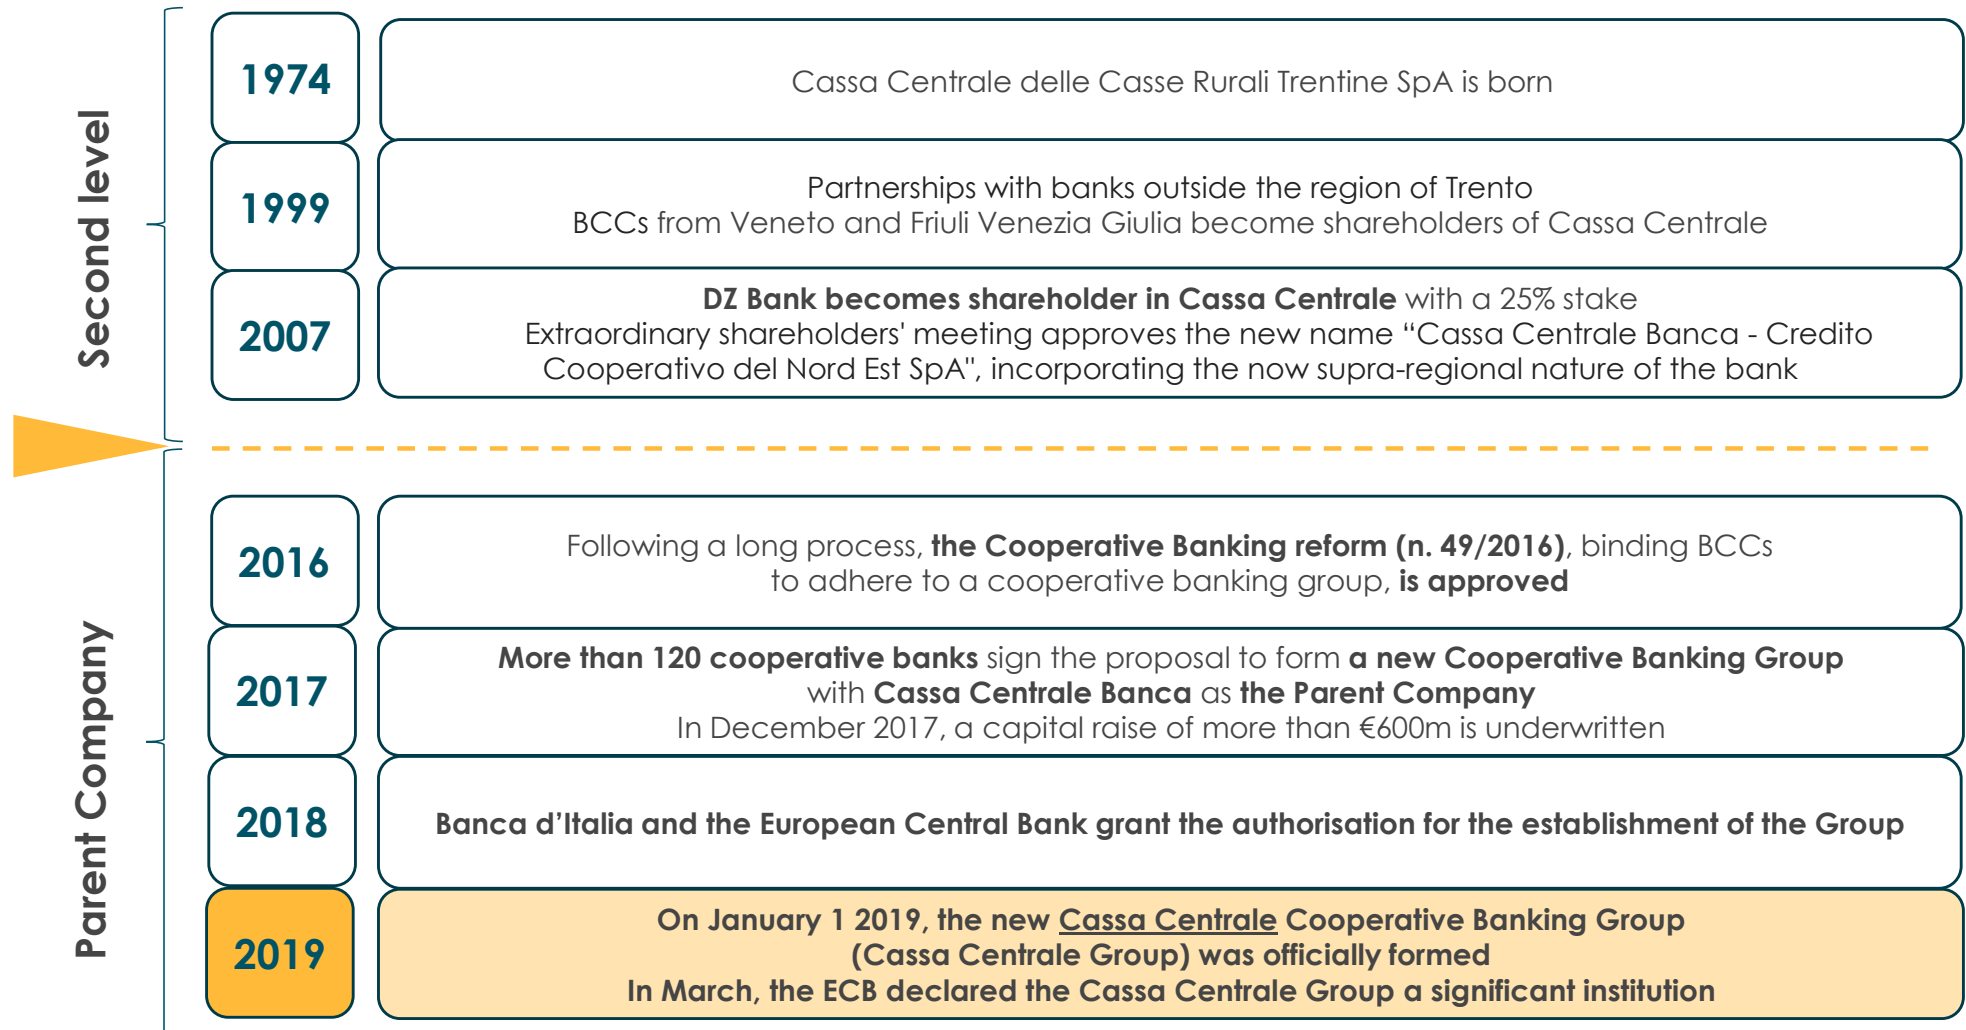 Second level
1974
Cassa Centrale delle Casse Rurali Trentine SpA is born
1999
Partnerships with banks outside the region of Trento
BCCs from Veneto and Friuli Venezia Giulia become shareholders of Cassa Centrale
2007
DZ Bank becomes shareholder in Cassa Centrale with a 25% stake
Extraordinary shareholders' meeting approves the new name “Cassa Centrale Banca - Credito
Cooperativo del Nord Est SpA", incorporating the now supra-regional nature of the bank
Parent Company
2016
Following a long process, the Cooperative Banking reform (n. 49/2016), binding BCCs
to adhere to a cooperative banking group, is approved
2017
More than 120 cooperative banks sign the proposal to form a new Cooperative Banking Group
with Cassa Centrale Banca as the Parent Company
In December 2017, a capital raise of more than €600m is underwritten
2018
Banca d’Italia and the European Central Bank grant the authorisation for the establishment of the Group
2019
On January 1 2019, the new Cassa Centrale Cooperative Banking Group
(Cassa Centrale Group) was officially formed
In March, the ECB declared the Cassa Centrale Group a significant institution